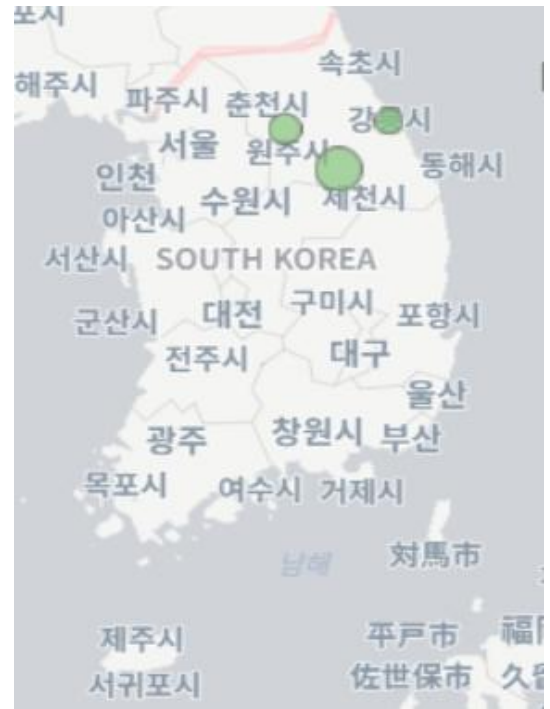 포시
속초시
해주시
파주시 춘천시
강릉시
서울 원주시
동해시
인천
수원시 제천시
아산시
서산시 SOUTH KOREA
군산시 대전 구미시 포항시
전주시 대구
울산
광주 창원시 부산
목포시 여수시 거제시
남해
対馬市
제주시 平戸市
서귀포시 佐世保市